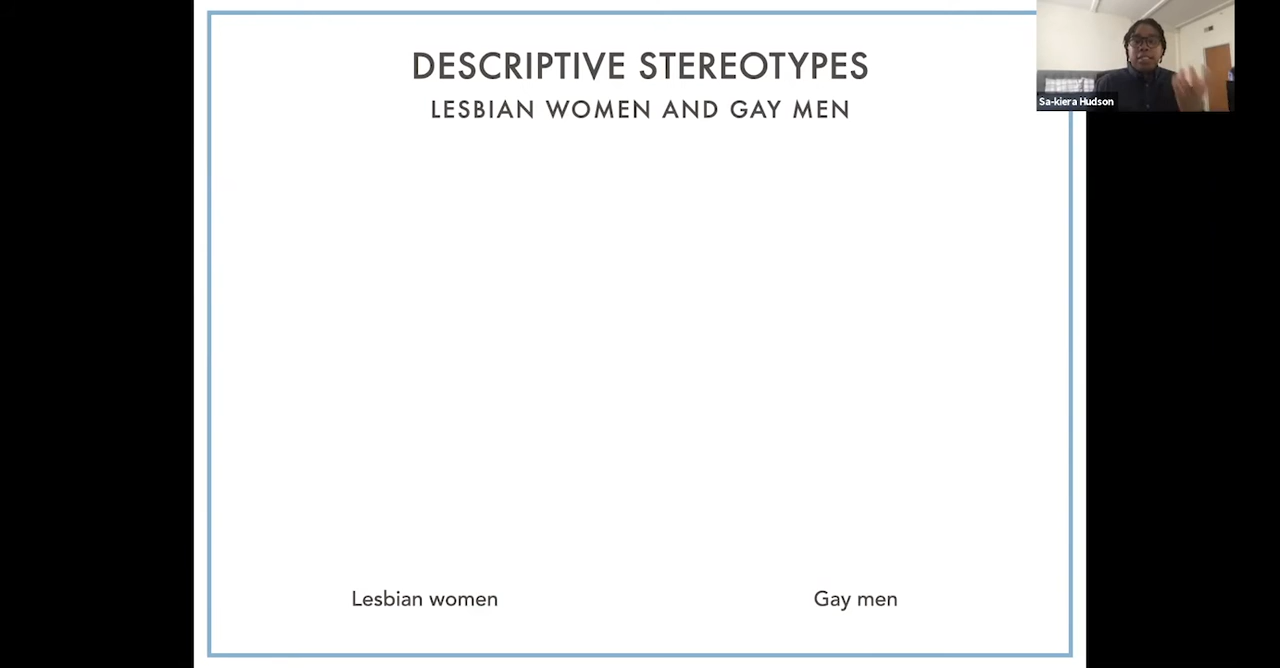 DESCRIPTIVE STEREOTYPES
LESBIAN WOMEN AND GAY MEN
Sa-kiera Hudson
Lesbian women
Gay men